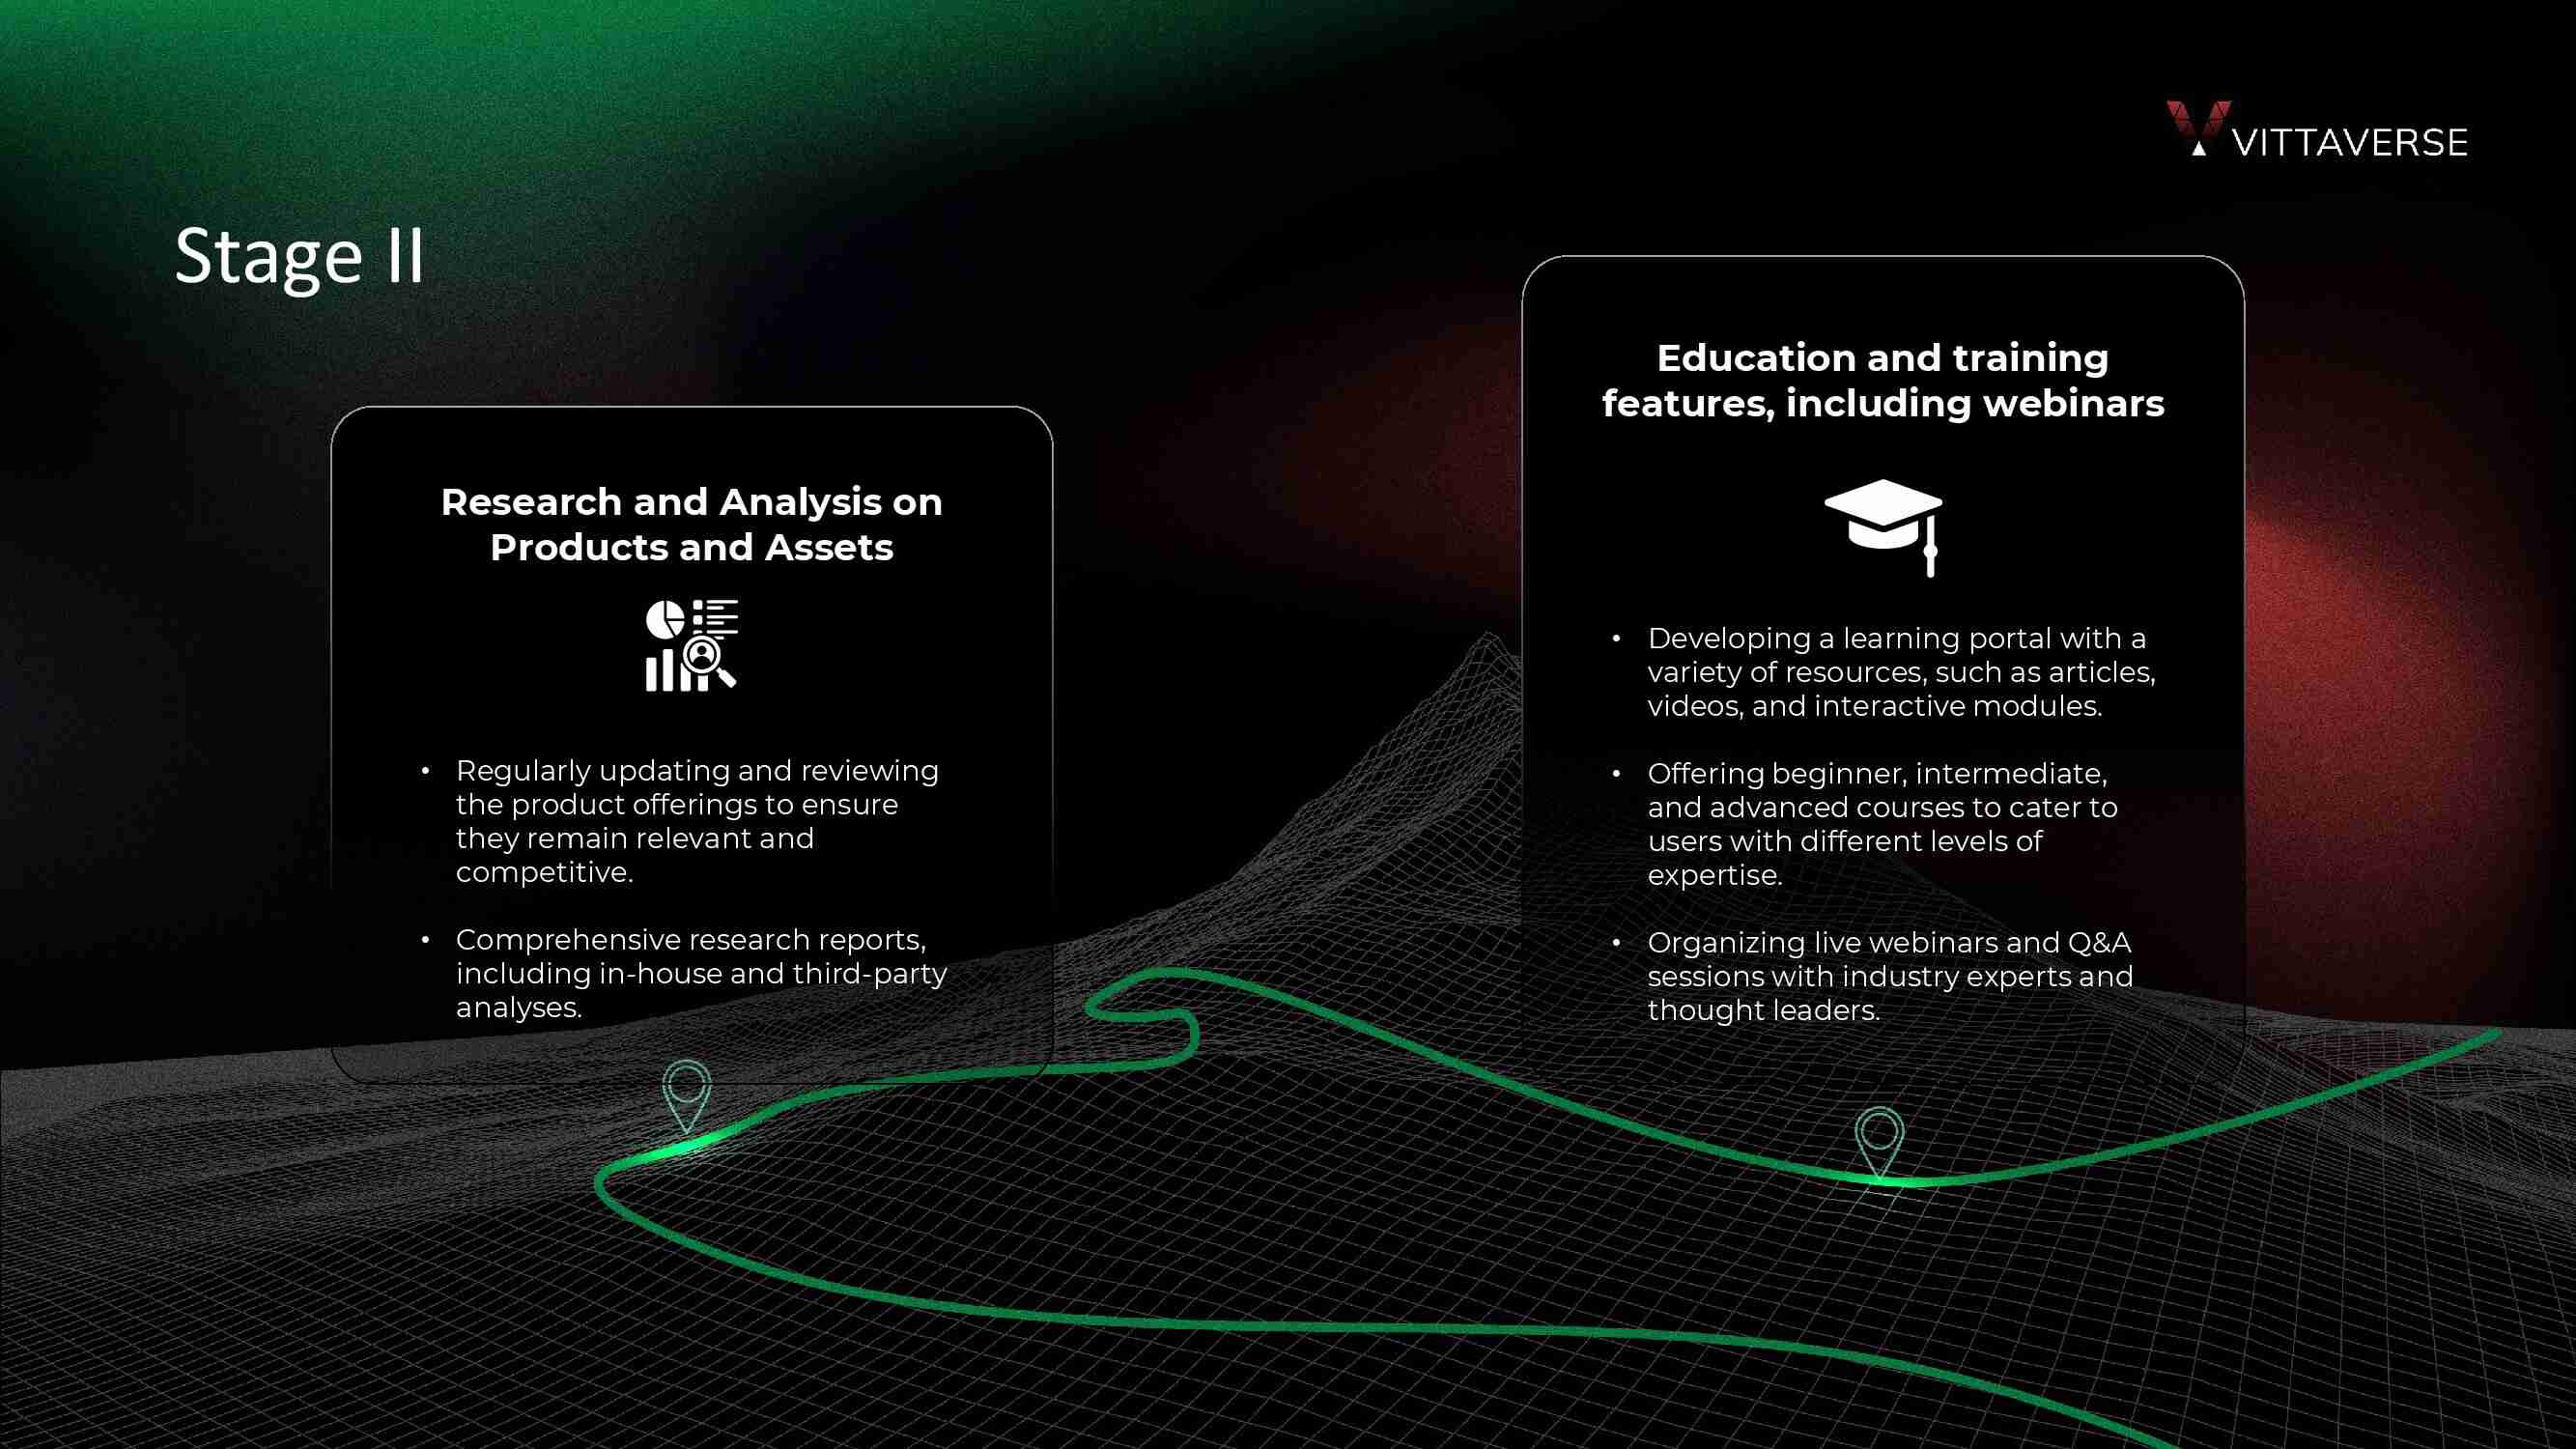 VITTAVERSE
Stage II
Research and Analysis on
Products and Assets
• Regularly updating and reviewing
the product offerings to ensure
they remain relevant and
competitive.
• Comprehensive research reports,
including in-house and third-party
analyses.
Education and training
features, including webinars
• Developing a learning portal with a
variety of resources, such as articles,
videos, and interactive modules.
• Offering beginner, intermediate,
and advanced courses to cater to
users with different levels of
expertise.
• Organizing live webinars and Q&A
sessions with industry experts and
thought leaders.